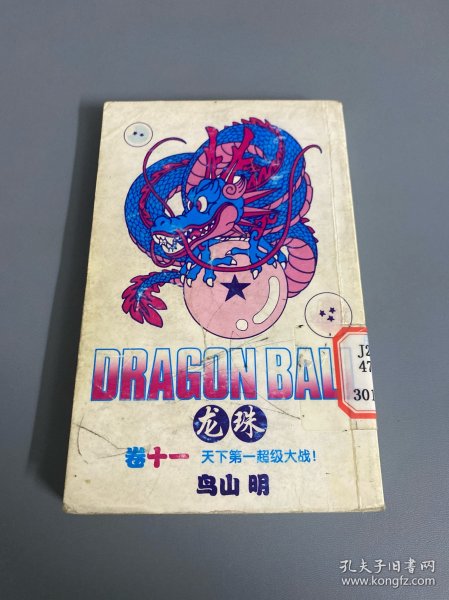 DRAGON BALL
龙珠
卷十一 天下第一超级大战!
鸟山 明
J2
47
301
孔夫子旧书网
www.kongfz.com